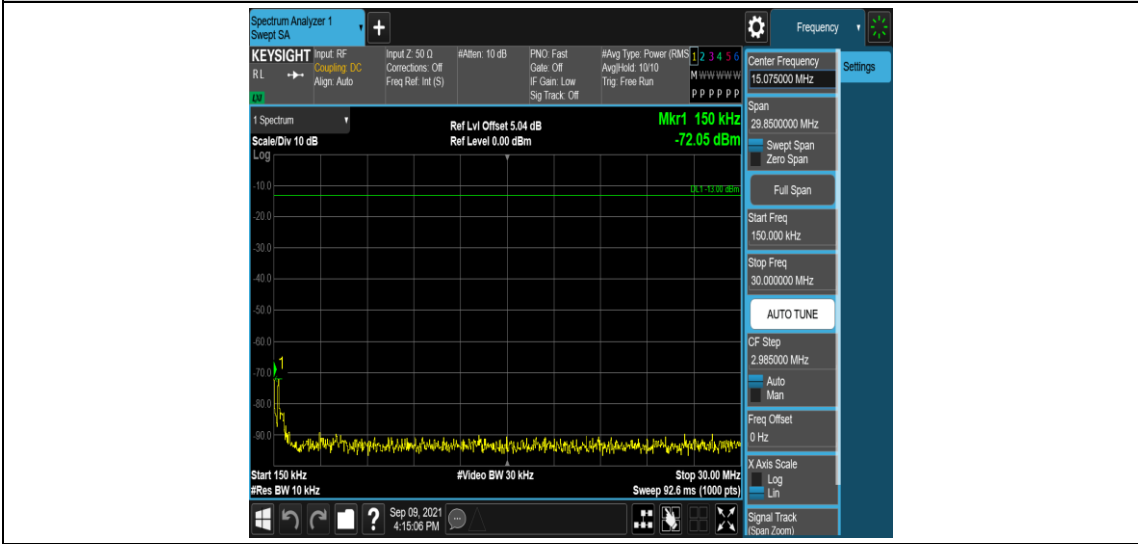 Spectrum Analyzer 1
Swept SA
+
Frequency
KEYSIGHT
RL
LM
Input: RF
Coupling: DC
Align: Auto
Input Z: 50 Ω
Corrections: Off
Freq Ref: Int (S)
#Atten: 10 dB
PNO: Fast
Gate: Off
IF Gain: Low
Sig Track: Off
#Avg Type: Power (RMS
Avg|Hold: 10/10
Trig: Free Run
1 2 3 4 5 6
M W W W W W
P P P P P P
1 Spectrum
Scale/Div 10 dB
Ref Lvl Offset 5.04 dB
Ref Level 0.00 dBm
Mkr1 150 kHz
-72.05 dBm
Log
DL1 -13.00 dBm
-10.0
-20.0
-30.0
-40.0
-50.0
-60.0
-70.0
-80.0
-90.0
1
Start 150 kHz
#Res BW 10 kHz
#Video BW 30 kHz
Stop 30.00 MHz
Sweep 92.6 ms (1000 pts)
?
Sep 09, 2021
4:15:06 PM
Center Frequency
15.075000 MHz
Settings
Span
29.8500000 MHz
Swept Span
Zero Span
Full Span
Start Freq
150.000 kHz
Stop Freq
30.000000 MHz
AUTO TUNE
CF Step
2.985000 MHz
Auto
Man
Freq Offset
0 Hz
X Axis Scale
Log
Lin
Signal Track
(Span Zoom)